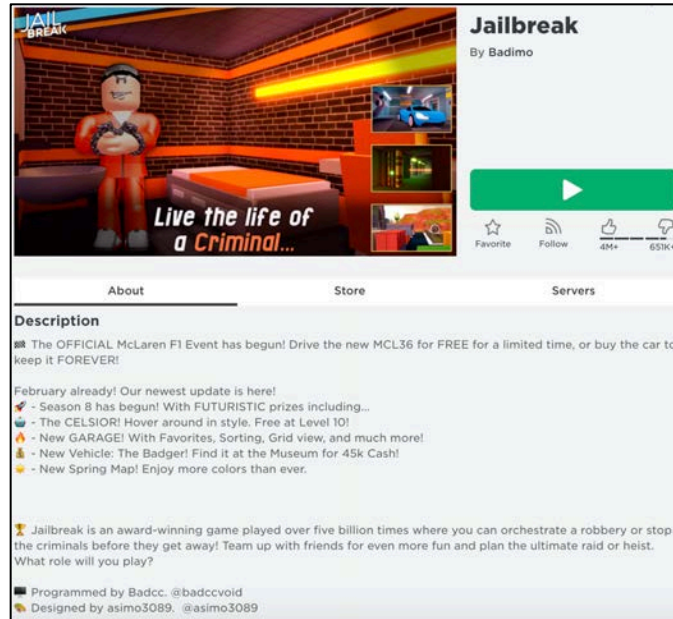 JAIL
BREAK
Live the life of
a Criminal...
Jailbreak
By Badimo
Favorite
Follow
4M+
651K+
About
Store
Servers
Description
🏁 The OFFICIAL McLaren F1 Event has begun! Drive the new MCL36 for FREE for a limited time, or buy the car to
keep it FOREVER!
February already! Our newest update is here!
🚀 - Season 8 has begun! With FUTURISTIC prizes including...
- The CELSIOR! Hover around in style. Free at Level 10!
🔥 - New GARAGE! With Favorites, Sorting, Grid view, and much more!
💰 - New Vehicle: The Badger! Find it at the Museum for 45k Cash!
☀️ - New Spring Map! Enjoy more colors than ever.
🏆 Jailbreak is an award-winning game played over five billion times where you can orchestrate a robbery or stop
the criminals before they get away! Team up with friends for even more fun and plan the ultimate raid or heist.
What role will you play?
🖥️ Programmed by Badcc. @badccvoid
🎨 Designed by asimo3089. @asimo3089